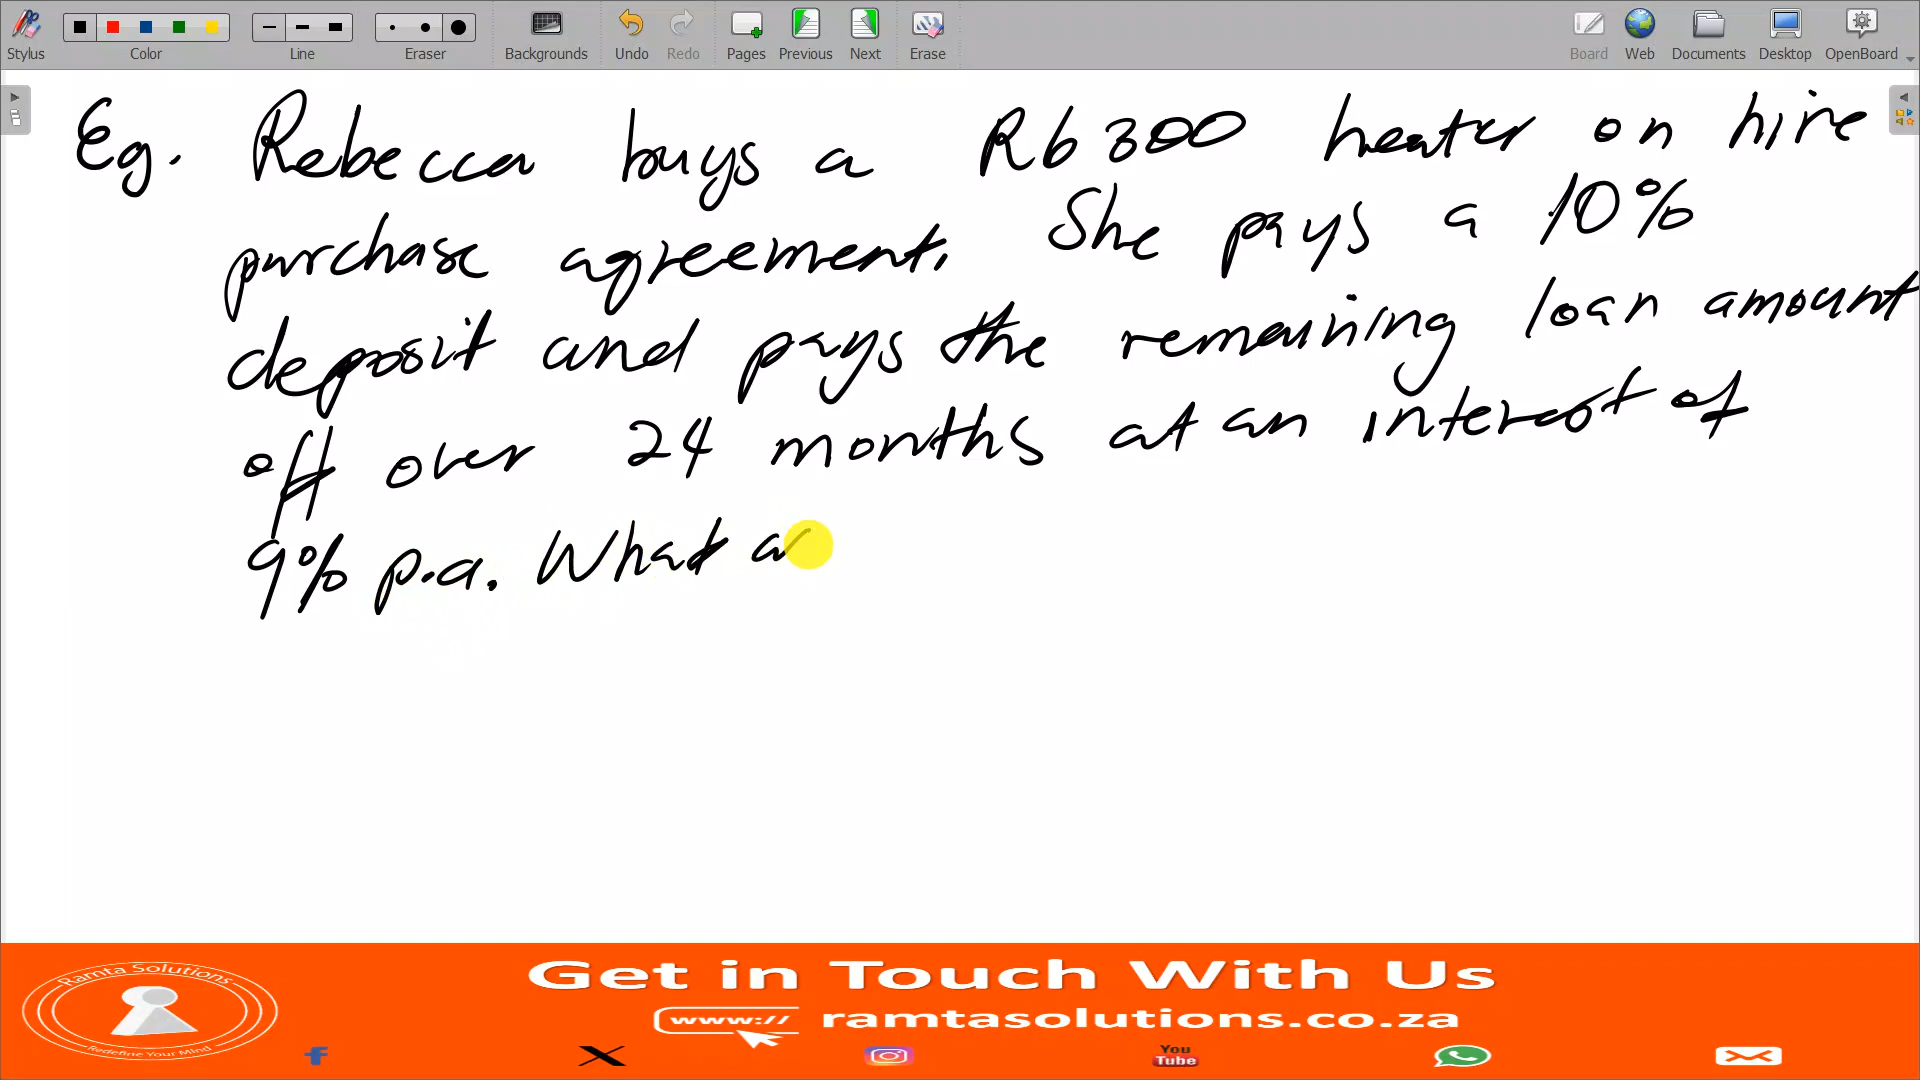 Stylus
Color
Line
Eraser
Backgrounds
Undo
Redo
Pages
Previous
Next
Erase
Board
Web
Documents
Desktop
OpenBoard
Eg. Rebecca buys a R6300 heater on hire
purchase agreement. She pays a 10%
deposit and pays the remaining loan amount
off over 24 months at an interest of
9% p.a. What a
Get in Touch With Us
www:// ramtasolutions.co.za
Ramta Solutions
Redefine Your Mind
You
Tube